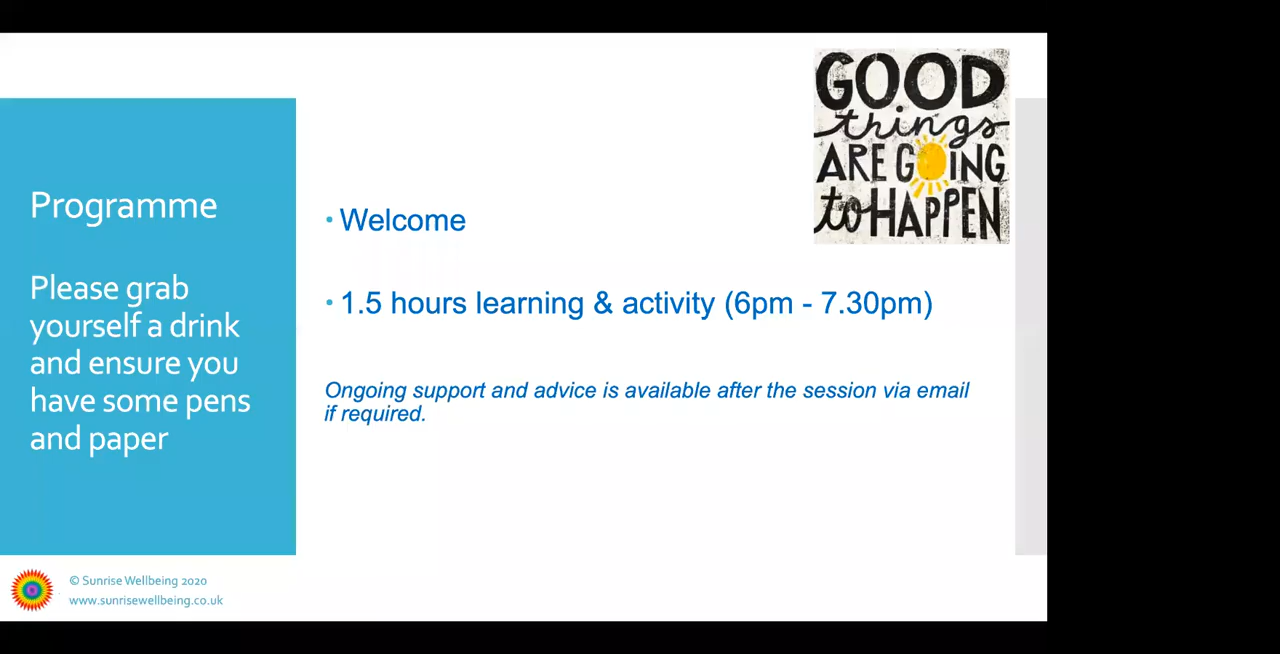 GOOD
things
ARE GOING
to HAPPEN
Programme
Please grab
yourself a drink
and ensure you
have some pens
and paper
• Welcome
• 1.5 hours learning & activity (6pm - 7.30pm)
Ongoing support and advice is available after the session via email
if required.
© Sunrise Wellbeing 2020
www.sunrisewellbeing.co.uk